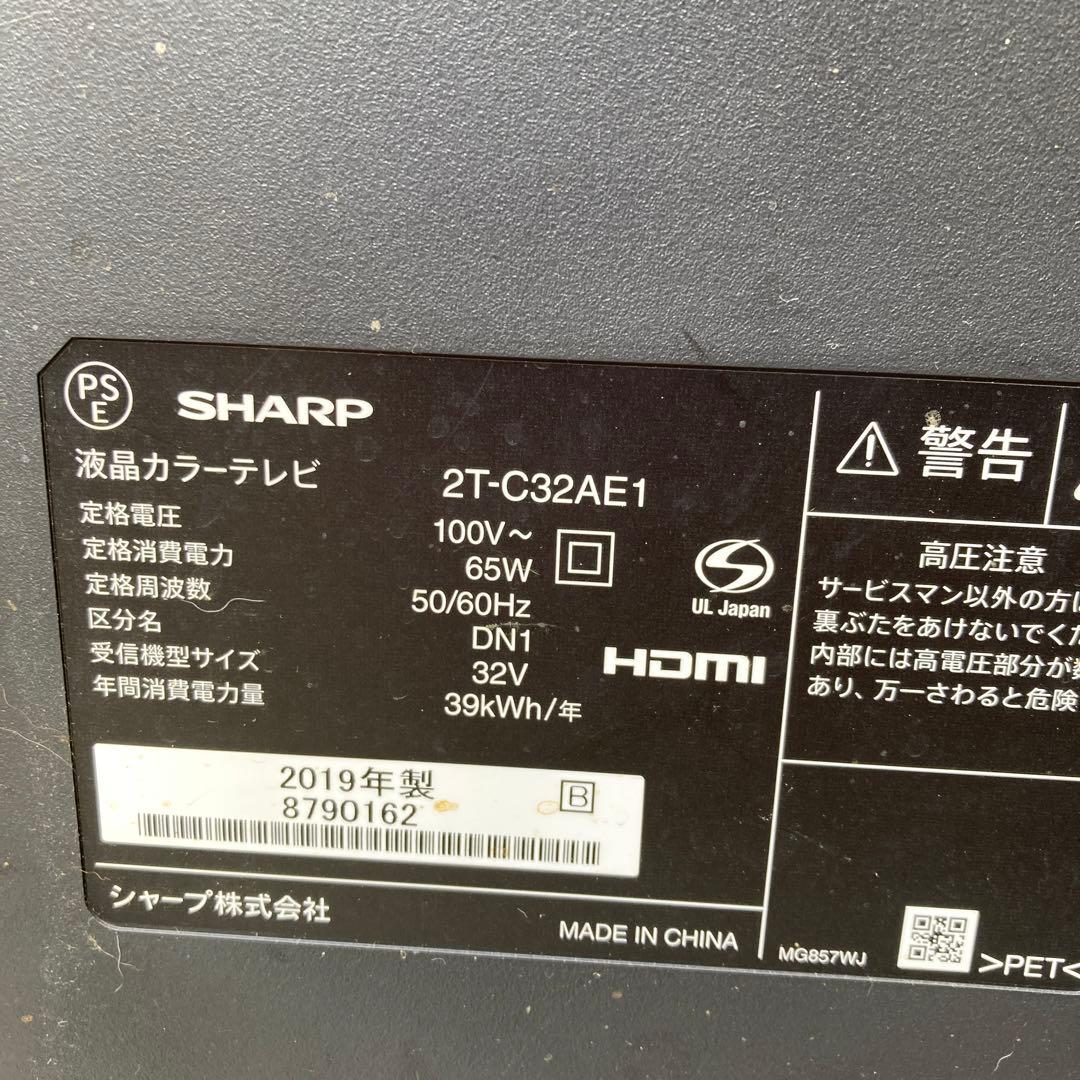 PS
E
SHARP
液晶カラーテレビ 2T-C32AE1
定格電圧 100V～
定格消費電力 65W
定格周波数 50/60Hz
区分名 DN1
受信機型サイズ 32V
年間消費電力量 39kWh/年
UL Japan
HDMI
2019年製
8790162
B
シャープ株式会社
MADE IN CHINA
警告
高圧注意
サービスマン以外の方は
裏ぶたをあけないでくだ
内部には高電圧部分が数
あり、万一さわると危険
MG857WJ
>PET<